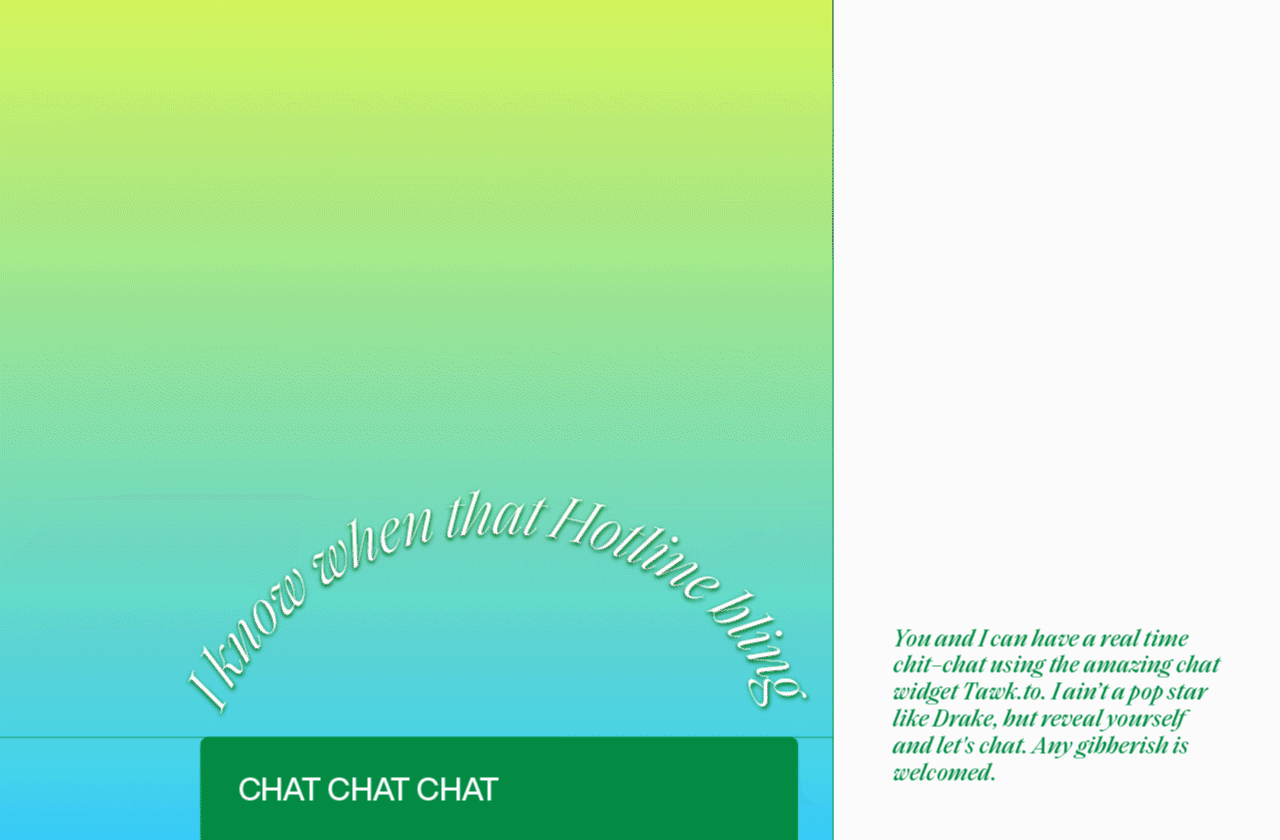 I know when that Hotline bling
CHAT CHAT CHAT
You and I can have a real time
chit-chat using the amazing chat
widget Tawk.to. I ain't a pop star
like Drake, but reveal yourself
and let's chat. Any gibberish is
welcomed.